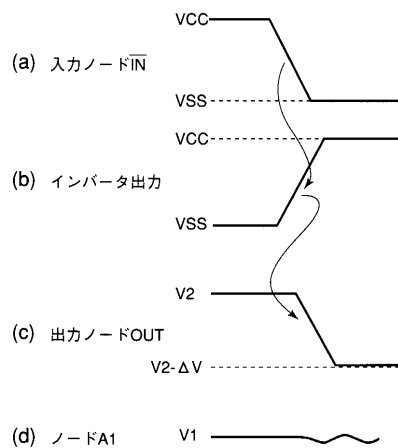 VCC
(a) 入力ノードI̅N̅
VSS
VCC
(b) インバータ出力
VSS
V2
(c) 出力ノードOUT
V2-ΔV
(d) ノードA1 V1